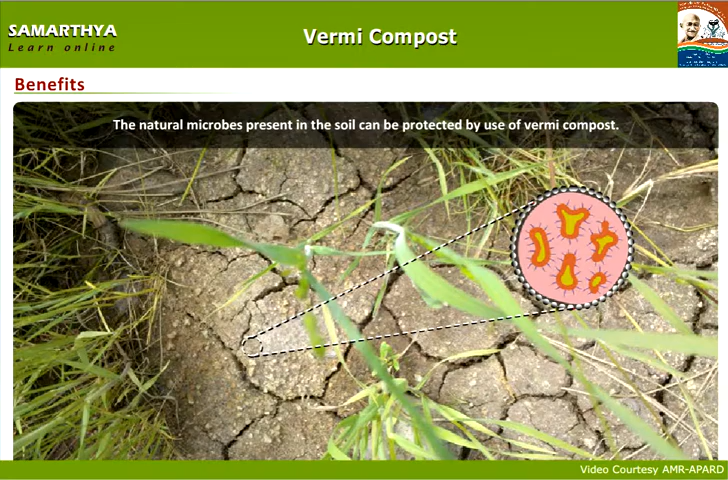 SAMARTHYA
Learn online
Vermi Compost
Benefits
The natural microbes present in the soil can be protected by use of vermi compost.
Video Courtesy AMR-APARD